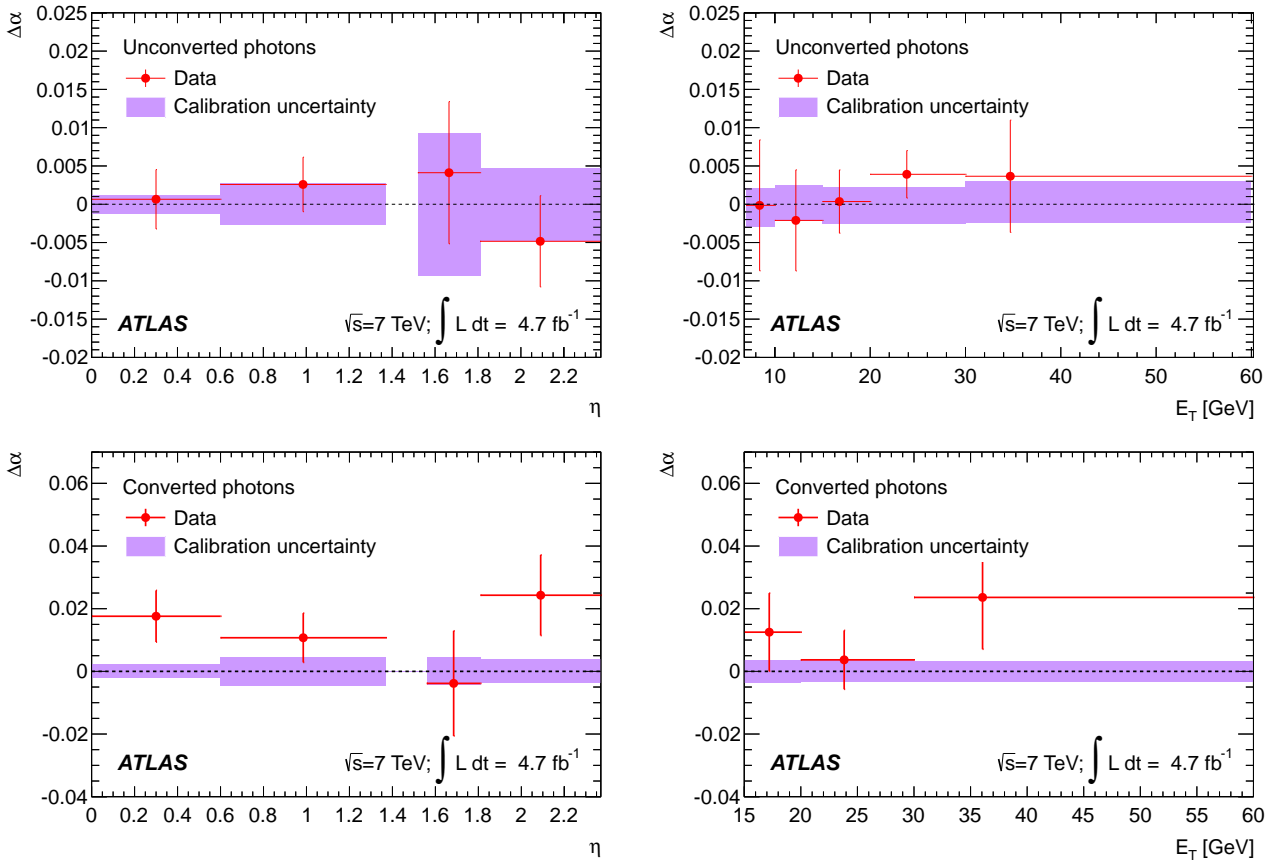 Δα
0.025
0.02
0.015
0.01
0.005
0
-0.005
-0.01
-0.015
-0.02
Unconverted photons
Data
Calibration uncertainty
ATLAS
√s=7 TeV; ∫ L dt = 4.7 fb⁻¹
0 0.2 0.4 0.6 0.8 1 1.2 1.4 1.6 1.8 2 2.2
η
Δα
0.025
0.02
0.015
0.01
0.005
0
-0.005
-0.01
-0.015
-0.02
Unconverted photons
Data
Calibration uncertainty
ATLAS
√s=7 TeV; ∫ L dt = 4.7 fb⁻¹
10 20 30 40 50 60
E_T [GeV]
Δα
0.06
0.04
0.02
0
-0.02
-0.04
Converted photons
Data
Calibration uncertainty
ATLAS
√s=7 TeV; ∫ L dt = 4.7 fb⁻¹
0 0.2 0.4 0.6 0.8 1 1.2 1.4 1.6 1.8 2 2.2
η
Δα
0.06
0.04
0.02
0
-0.02
-0.04
Converted photons
Data
Calibration uncertainty
ATLAS
√s=7 TeV; ∫ L dt = 4.7 fb⁻¹
15 20 25 30 35 40 45 50 55 60
E_T [GeV]